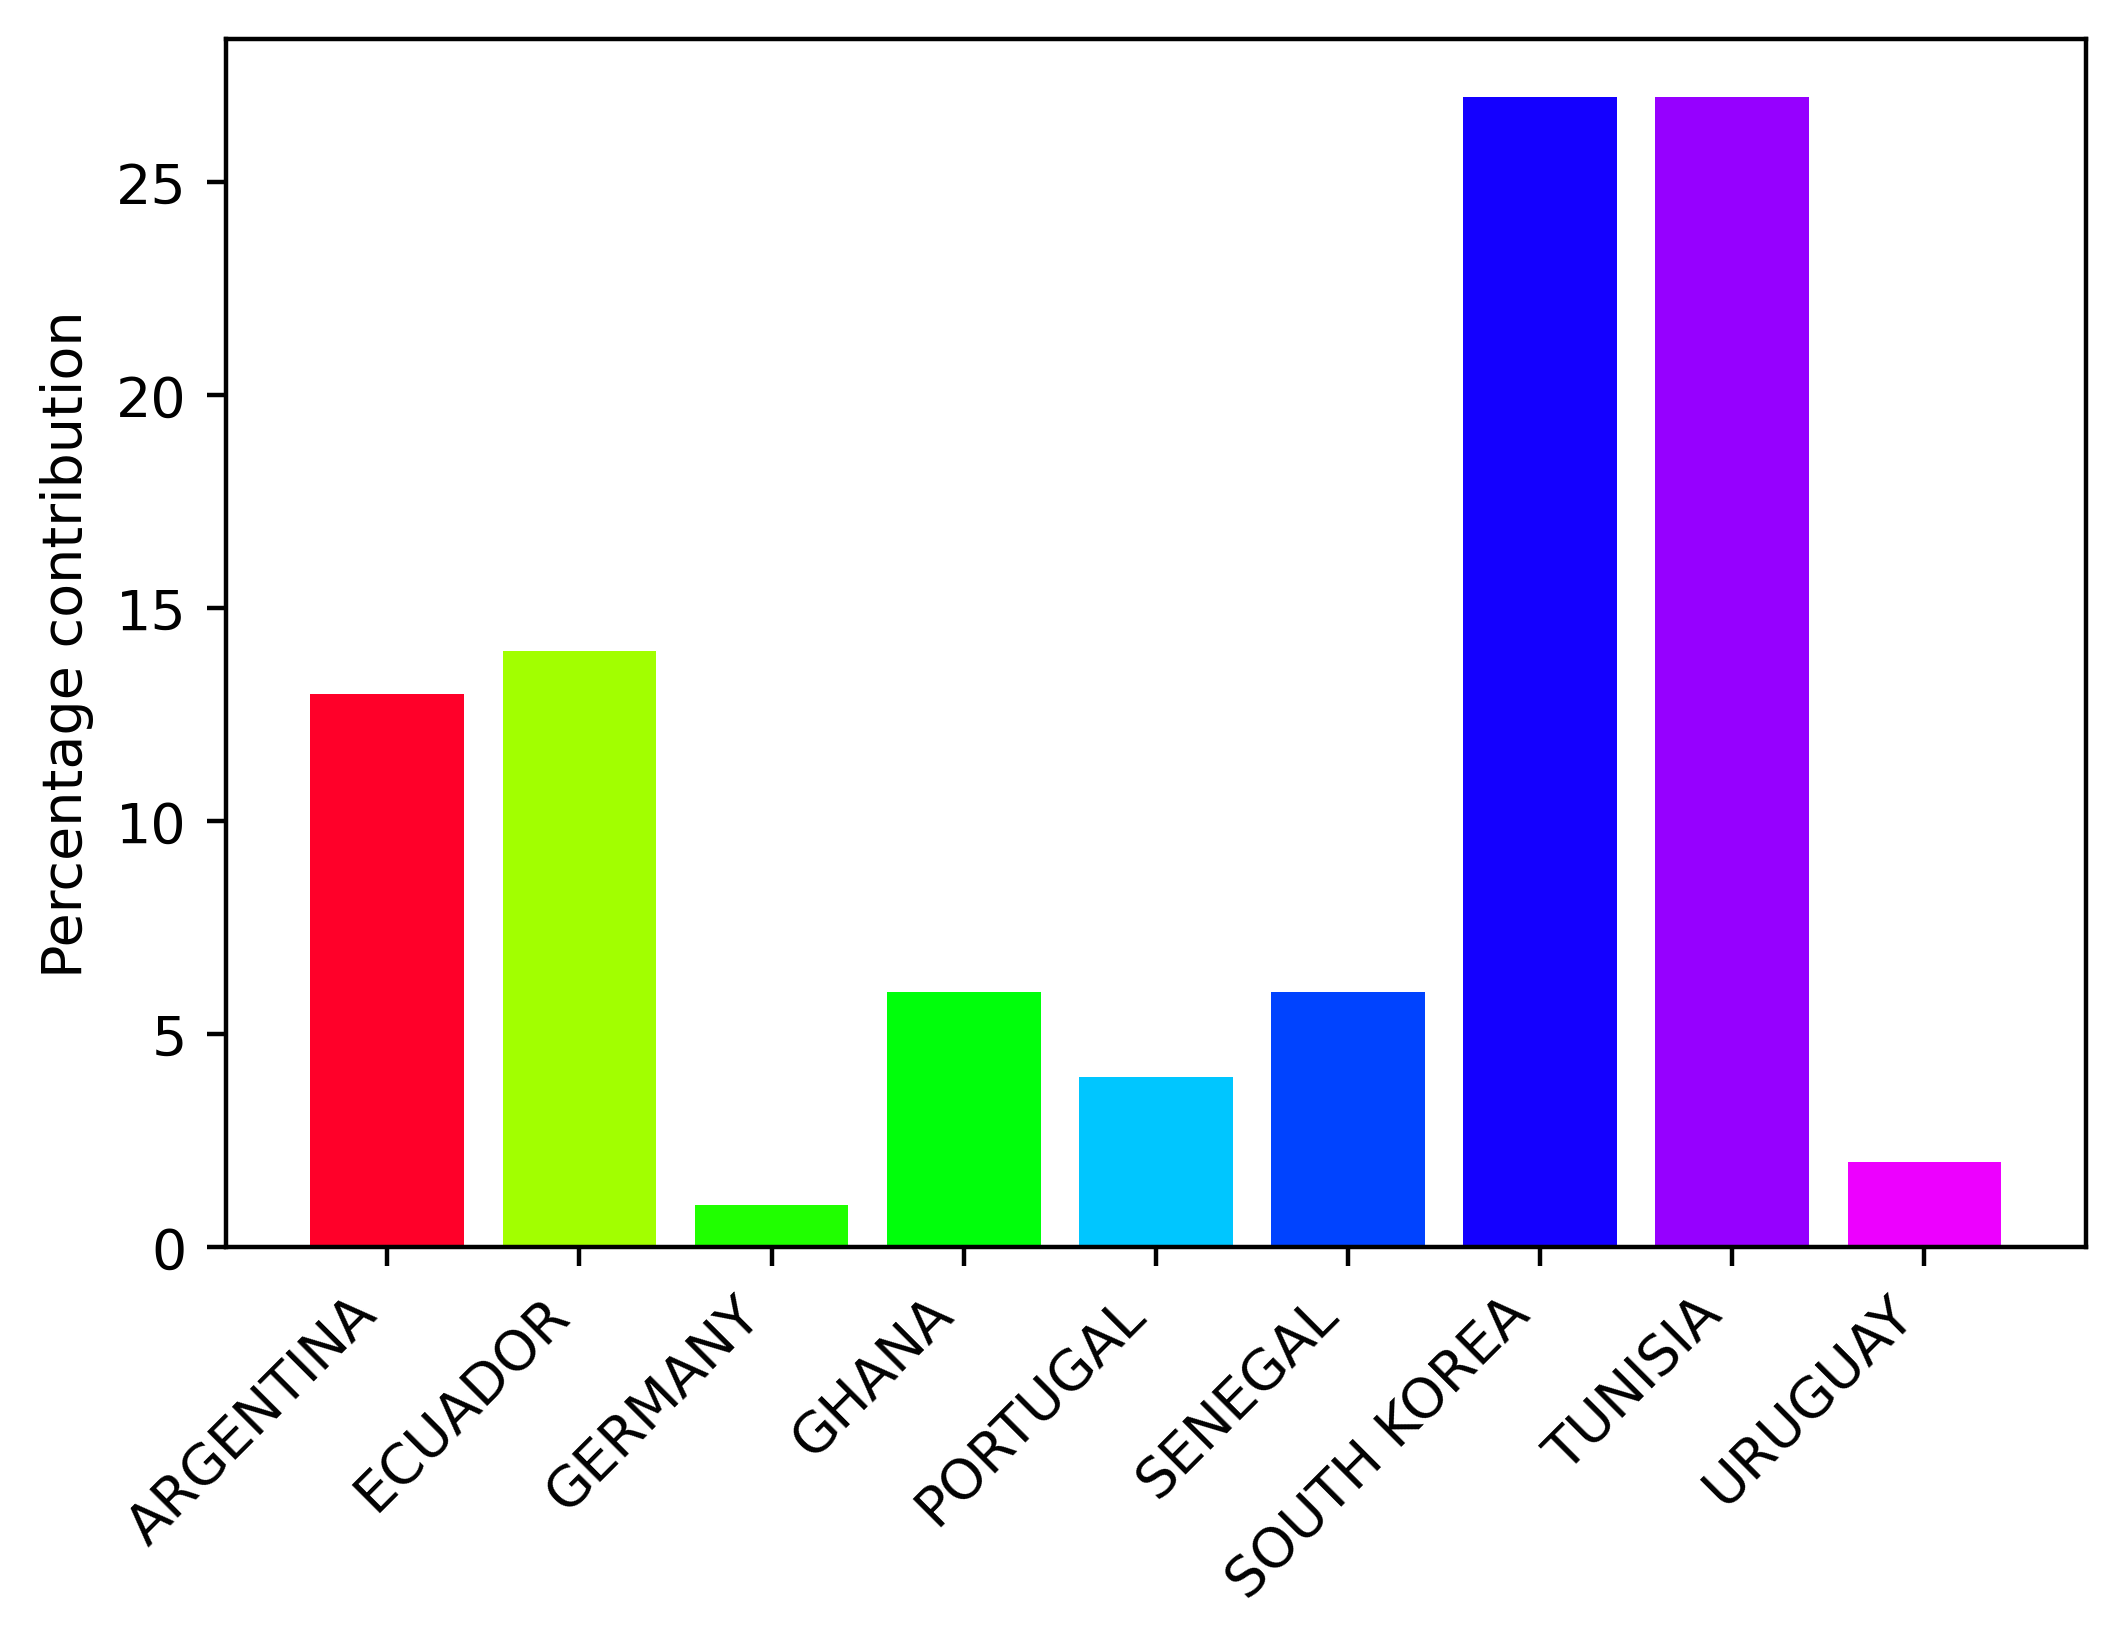 Percentage contribution
25
20
15
10
5
0
ARGENTINA
ECUADOR
GERMANY
GHANA
PORTUGAL
SENEGAL
SOUTH KOREA
TUNISIA
URUGUAY